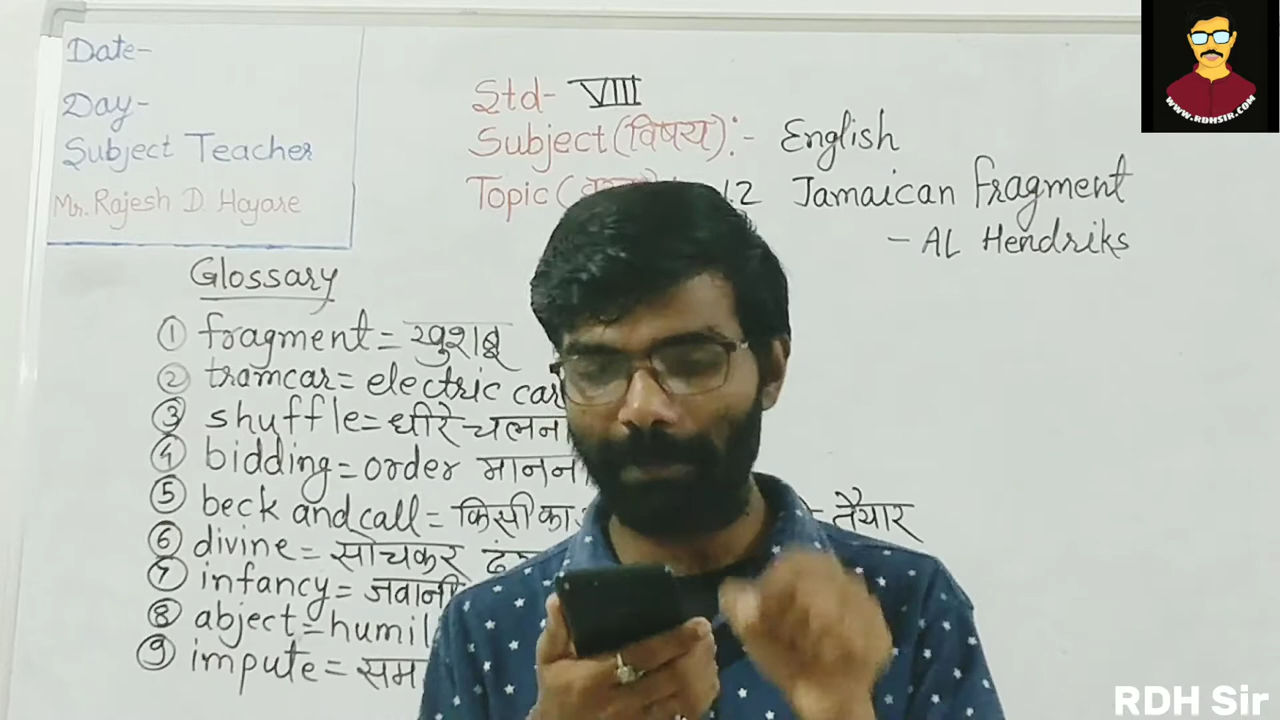 Date-
Day-
Subject Teacher
Mr. Rajesh D. Hayare
Std- VIII
Subject (विषय):- English
Topic ( 1.2 Jamaican Fragment
- AL Hendriks
Glossary
① fragment = खुशबू
② tramcar = electric car
③ shuffle = धीरे चलन
④ bidding = order मानन
⑤ beck and call = किसी का तैयार
⑥ divine = सोचकर
⑦ infancy = जवानी
⑧ abject = humil
⑨ impute = सम
WWW.RDHSIR.COM
RDH Sir